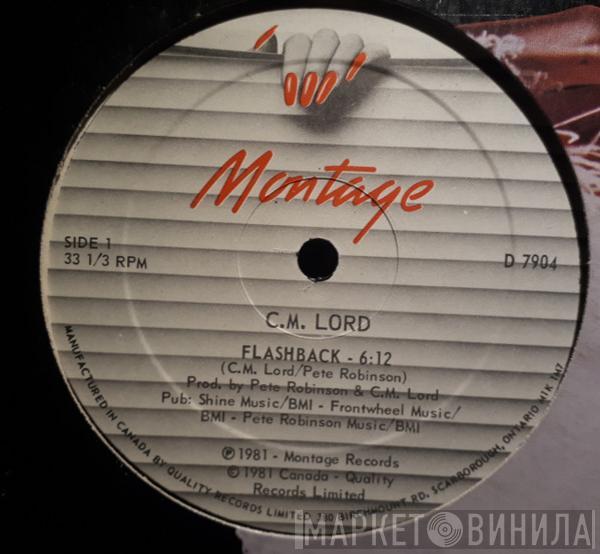 Montage
SIDE 1
33 1/3 RPM
D 7904
C.M. LORD
FLASHBACK - 6:12
(C.M. Lord/Pete Robinson)
Prod. by Pete Robinson & C.M. Lord
Pub: Shine Music/BMI - Frontwheel Music/
BMI - Pete Robinson Music/BMI
℗1981 - Montage Records
©1981 Canada - Quality
Records Limited
MANUFACTURED IN CANADA BY QUALITY RECORDS LIMITED, 380 BIRCHMOUNT RD, SCARBOROUGH, ONTARIO M1K 1M7
МАРКЕТ ВИНИЛА